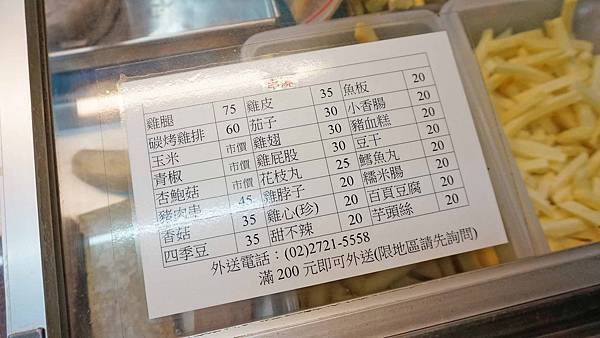 雞腿 75 雞皮 35 魚板 20
碳烤雞排 60 茄子 30 小香腸 20
玉米 市價 雞翅 30 豬血糕 20
青椒 雞屁股 豆干 20
杏鮑菇 市價 花枝丸 25 鱈魚丸 20
豬肉串 45 雞脖子 20 糯米腸 20
香菇 35 雞心(珍) 20 百頁豆腐 20
四季豆 35 甜不辣 20 芋頭絲 20
外送電話：(02)2721-5558
滿 200 元即可外送(限地區請先詢問)